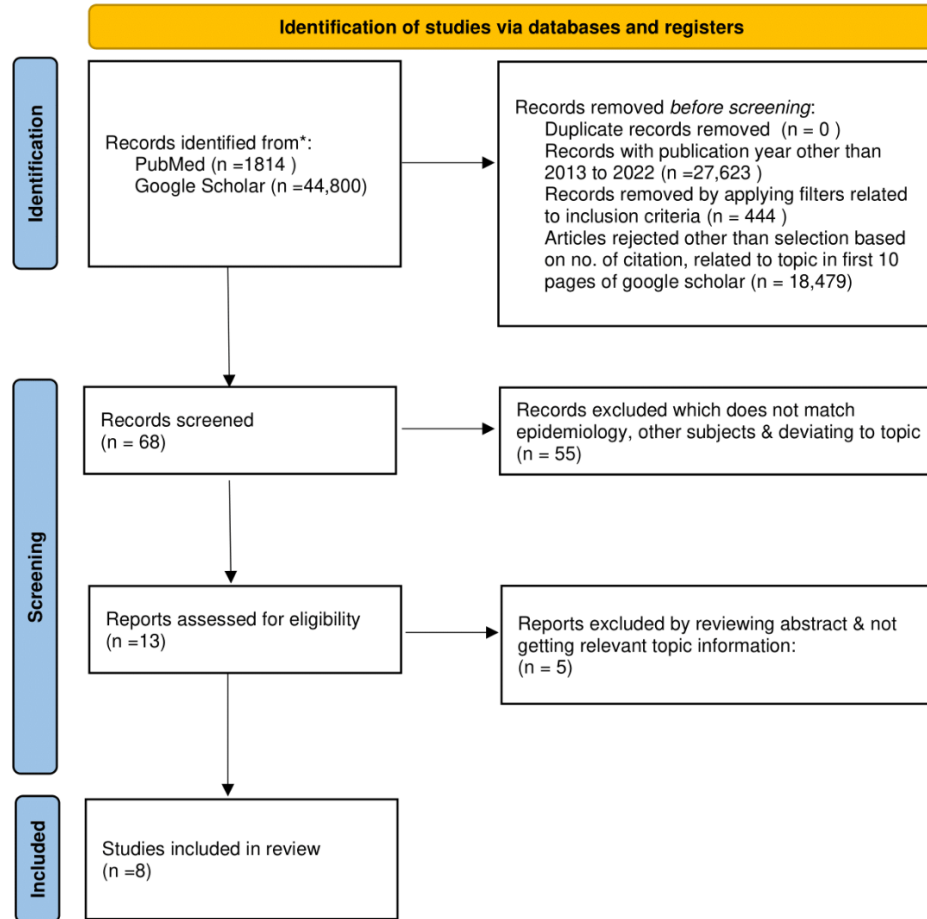 Identification of studies via databases and registers
Identification
Records identified from*:
PubMed (n =1814 )
Google Scholar (n =44,800)
Records removed before screening:
Duplicate records removed (n = 0 )
Records with publication year other than
2013 to 2022 (n =27,623 )
Records removed by applying filters related
to inclusion criteria (n = 444 )
Articles rejected other than selection based
on no. of citation, related to topic in first 10
pages of google scholar (n = 18,479)
Screening
Records screened
(n = 68)
Records excluded which does not match
epidemiology, other subjects & deviating to topic
(n = 55)
Reports assessed for eligibility
(n =13)
Reports excluded by reviewing abstract & not
getting relevant topic information:
(n = 5)
Included
Studies included in review
(n =8)